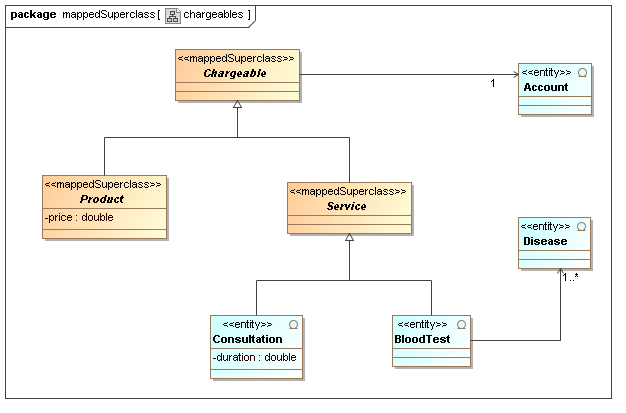 package mappedSuperclass [ chargeables ]
<<mappedSuperclass>>
Chargeable
1
<<entity>>
Account
<<mappedSuperclass>>
Product
-price : double
<<mappedSuperclass>>
Service
<<entity>>
Disease
1..*
<<entity>>
Consultation
-duration : double
<<entity>>
BloodTest